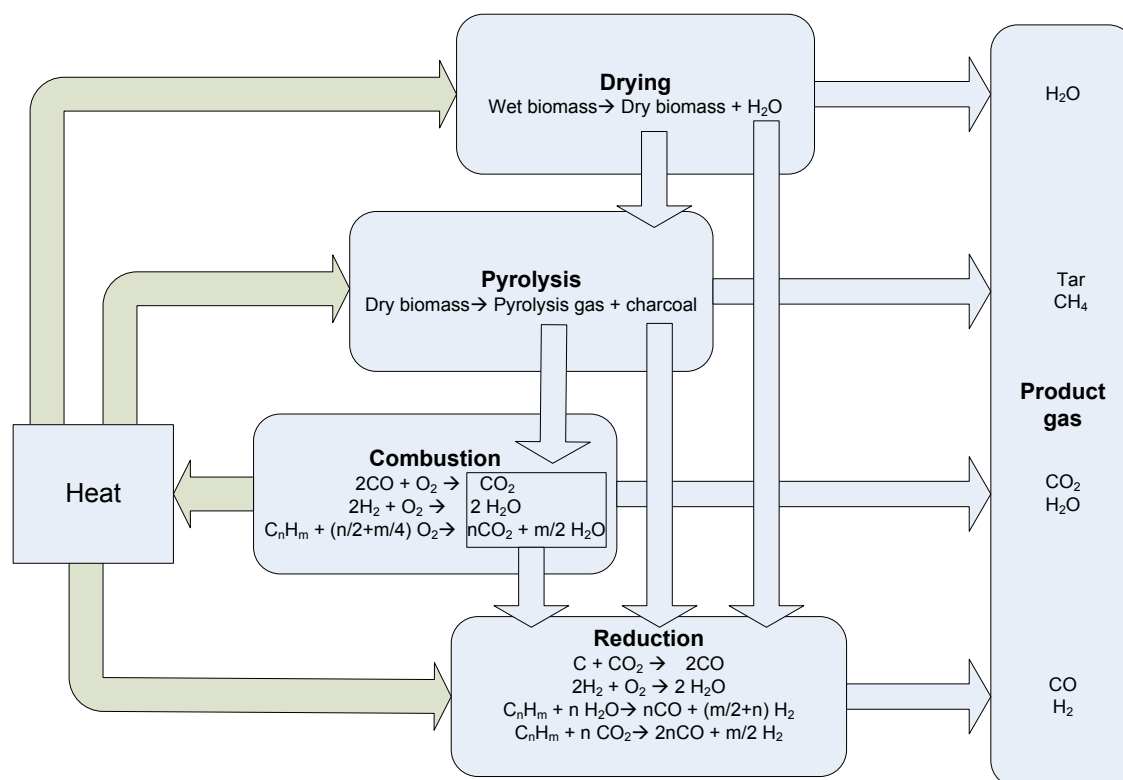 Drying
Wet biomass→ Dry biomass + H₂O
H₂O
Pyrolysis
Dry biomass→ Pyrolysis gas + charcoal
Tar
CH₄
Product
gas
Heat
Combustion
2CO + O₂ → CO₂
2H₂ + O₂ → 2 H₂O
CₙHₘ + (n/2+m/4) O₂→ nCO₂ + m/2 H₂O
CO₂
H₂O
Reduction
C + CO₂ → 2CO
2H₂ + O₂ → 2 H₂O
CₙHₘ + n H₂O→ nCO + (m/2+n) H₂
CₙHₘ + n CO₂→ 2nCO + m/2 H₂
CO
H₂